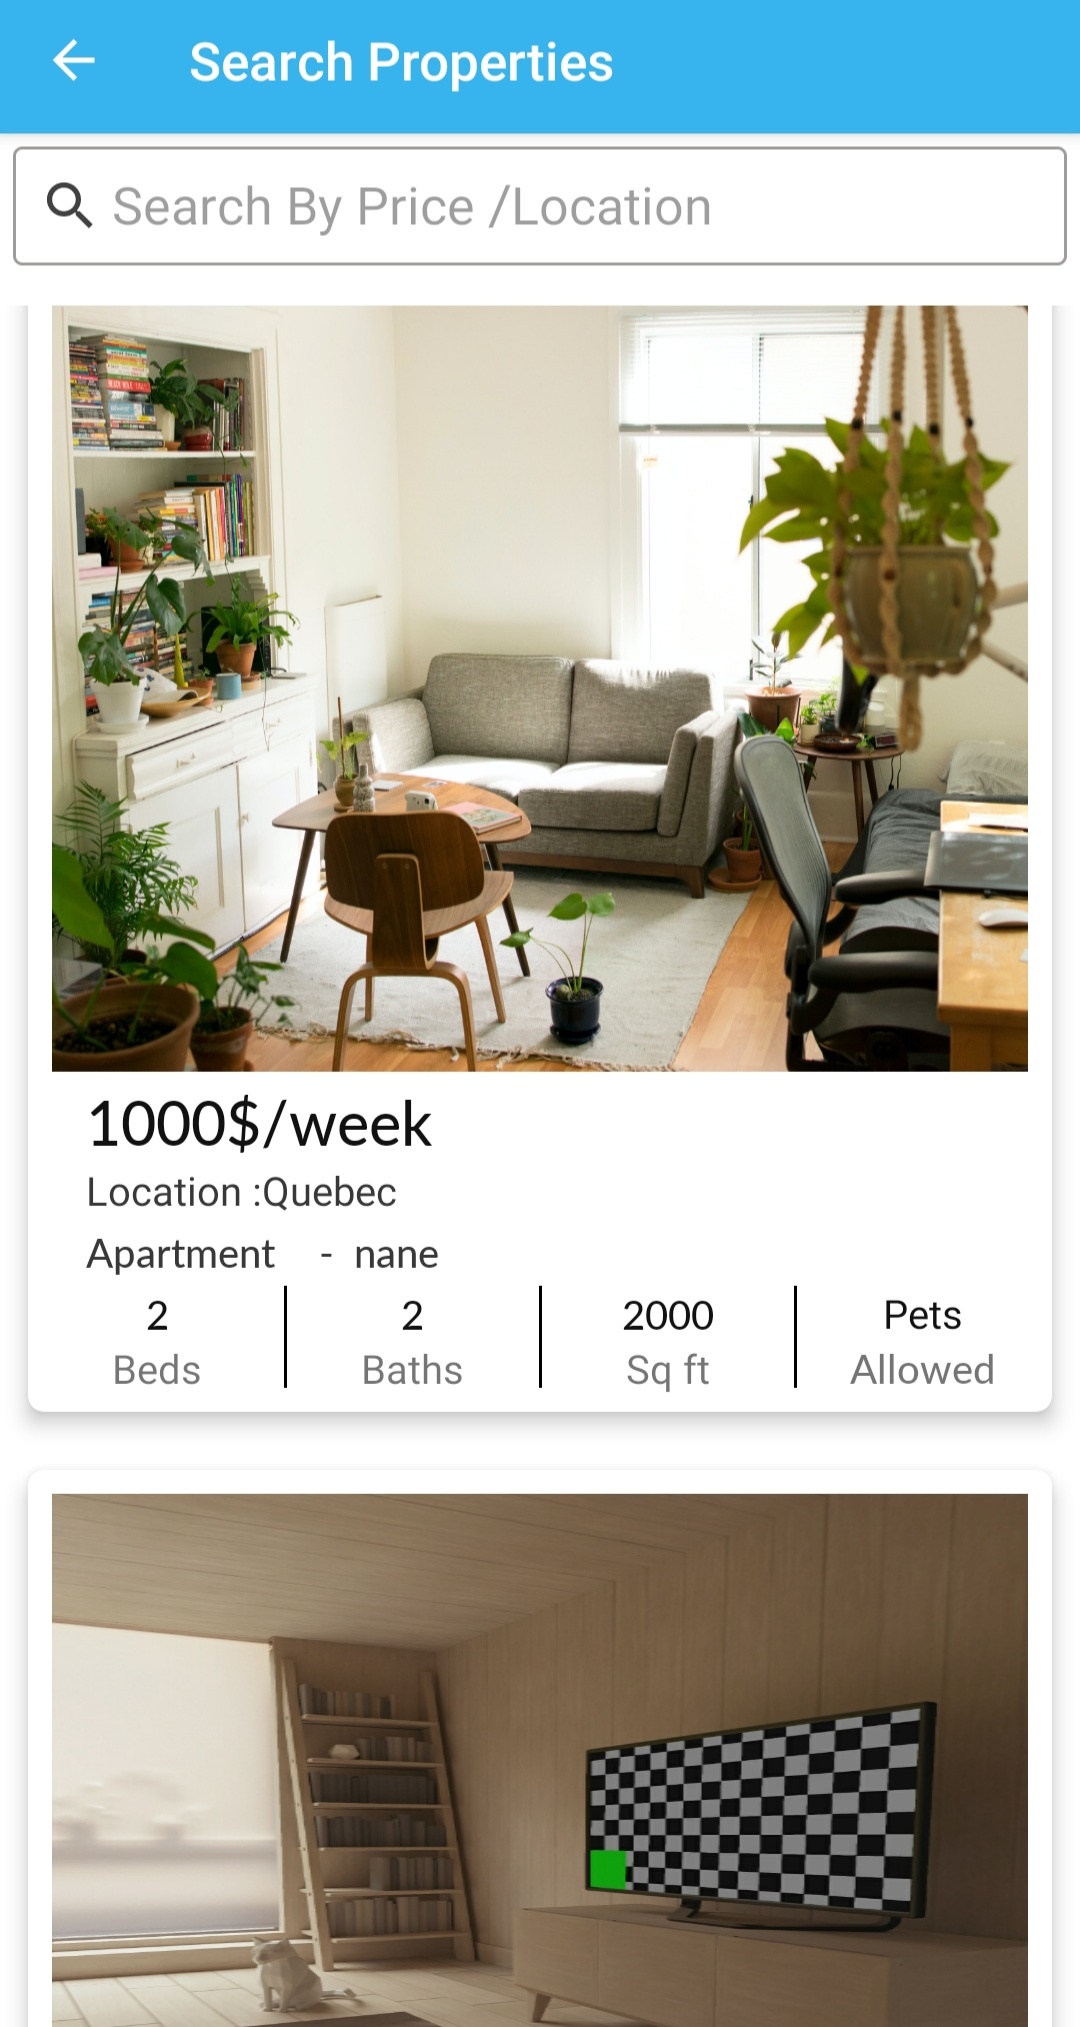 Search Properties
Search By Price /Location
1000$/week
Location :Quebec
Apartment - nane
2 2 2000 Pets
Beds Baths Sq ft Allowed